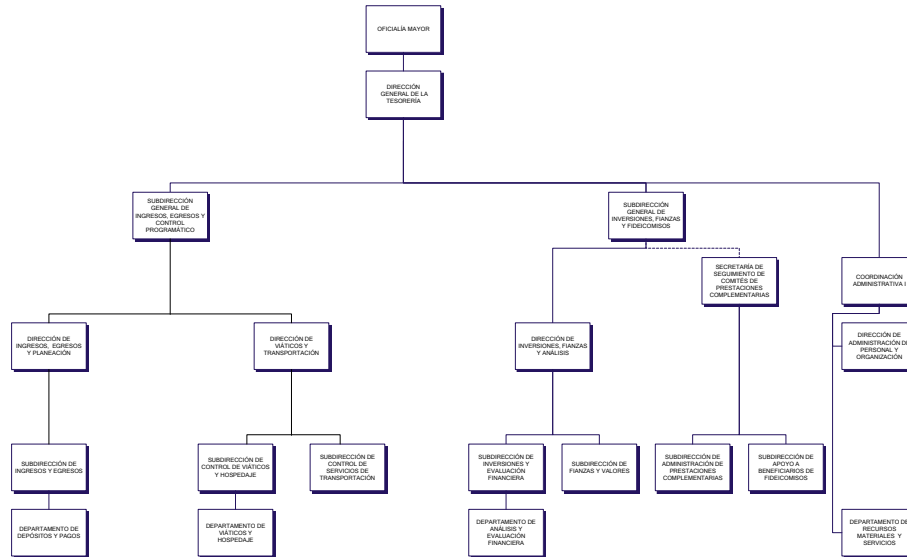 OFICIALÍA MAYOR
DIRECCIÓN
GENERAL DE LA
TESORERÍA
SUBDIRECCIÓN
GENERAL DE
INGRESOS, EGRESOS Y
CONTROL
PROGRAMÁTICO
SUBDIRECCIÓN
GENERAL DE
INVERSIONES, FIANZAS
Y FIDEICOMISOS
SECRETARÍA DE
SEGUIMIENTO DE
COMITÉS DE
PRESTACIONES
COMPLEMENTARIAS
COORDINACIÓN
ADMINISTRATIVA I
DIRECCIÓN DE
INGRESOS, EGRESOS
Y PLANEACIÓN
DIRECCIÓN DE
VIÁTICOS Y
TRANSPORTACIÓN
DIRECCIÓN DE
INVERSIONES, FIANZAS
Y ANÁLISIS
DIRECCIÓN DE
ADMINISTRACIÓN DE
PERSONAL Y
ORGANIZACIÓN
SUBDIRECCIÓN DE
INGRESOS Y EGRESOS
SUBDIRECCIÓN DE
CONTROL DE VIÁTICOS
Y HOSPEDAJE
SUBDIRECCIÓN DE
CONTROL DE
SERVICIOS DE
TRANSPORTACIÓN
SUBDIRECCIÓN DE
INVERSIONES Y
EVALUACIÓN
FINANCIERA
SUBDIRECCIÓN DE
FIANZAS Y VALORES
SUBDIRECCIÓN DE
ADMINISTRACIÓN DE
PRESTACIONES
COMPLEMENTARIAS
SUBDIRECCIÓN DE
APOYO A
BENEFICIARIOS DE
FIDEICOMISOS
DEPARTAMENTO DE
DEPÓSITOS Y PAGOS
DEPARTAMENTO DE
VIÁTICOS Y
HOSPEDAJE
DEPARTAMENTO DE
ANÁLISIS Y
EVALUACIÓN
FINANCIERA
DEPARTAMENTO DE
RECURSOS
MATERIALES Y
SERVICIOS